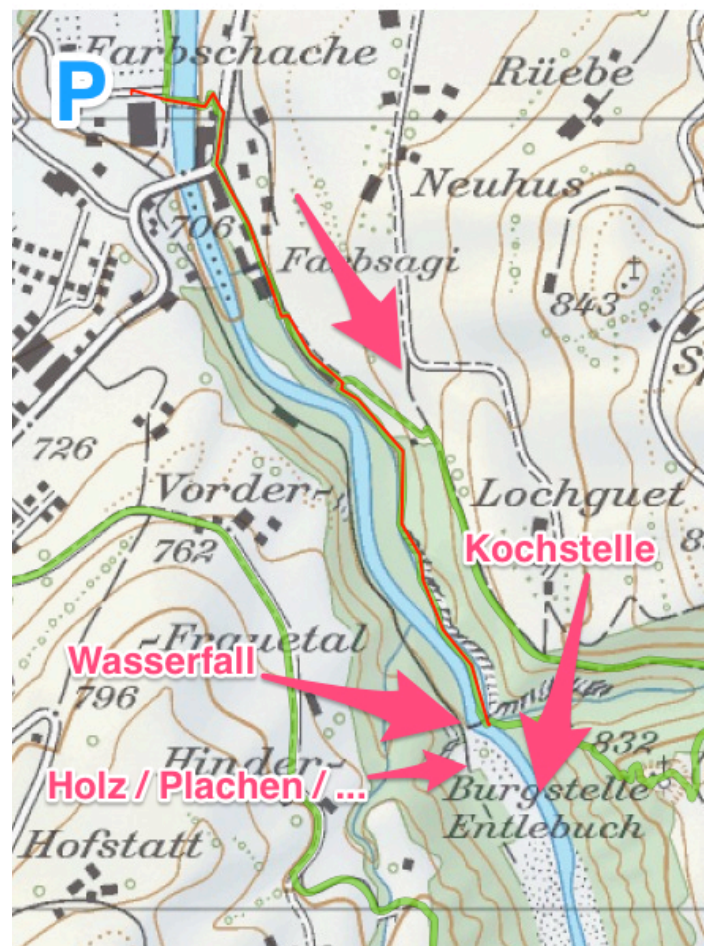 Farbschache
P
Rüebe
Neuhus
706
Farbsagi
843
726
Vorder-
Lochguet
762
Kochstelle
-Frauetal
Wasserfall
796
832
Hinder-
Holz / Plachen / ...
Burgstelle
Entlebuch
Hofstatt